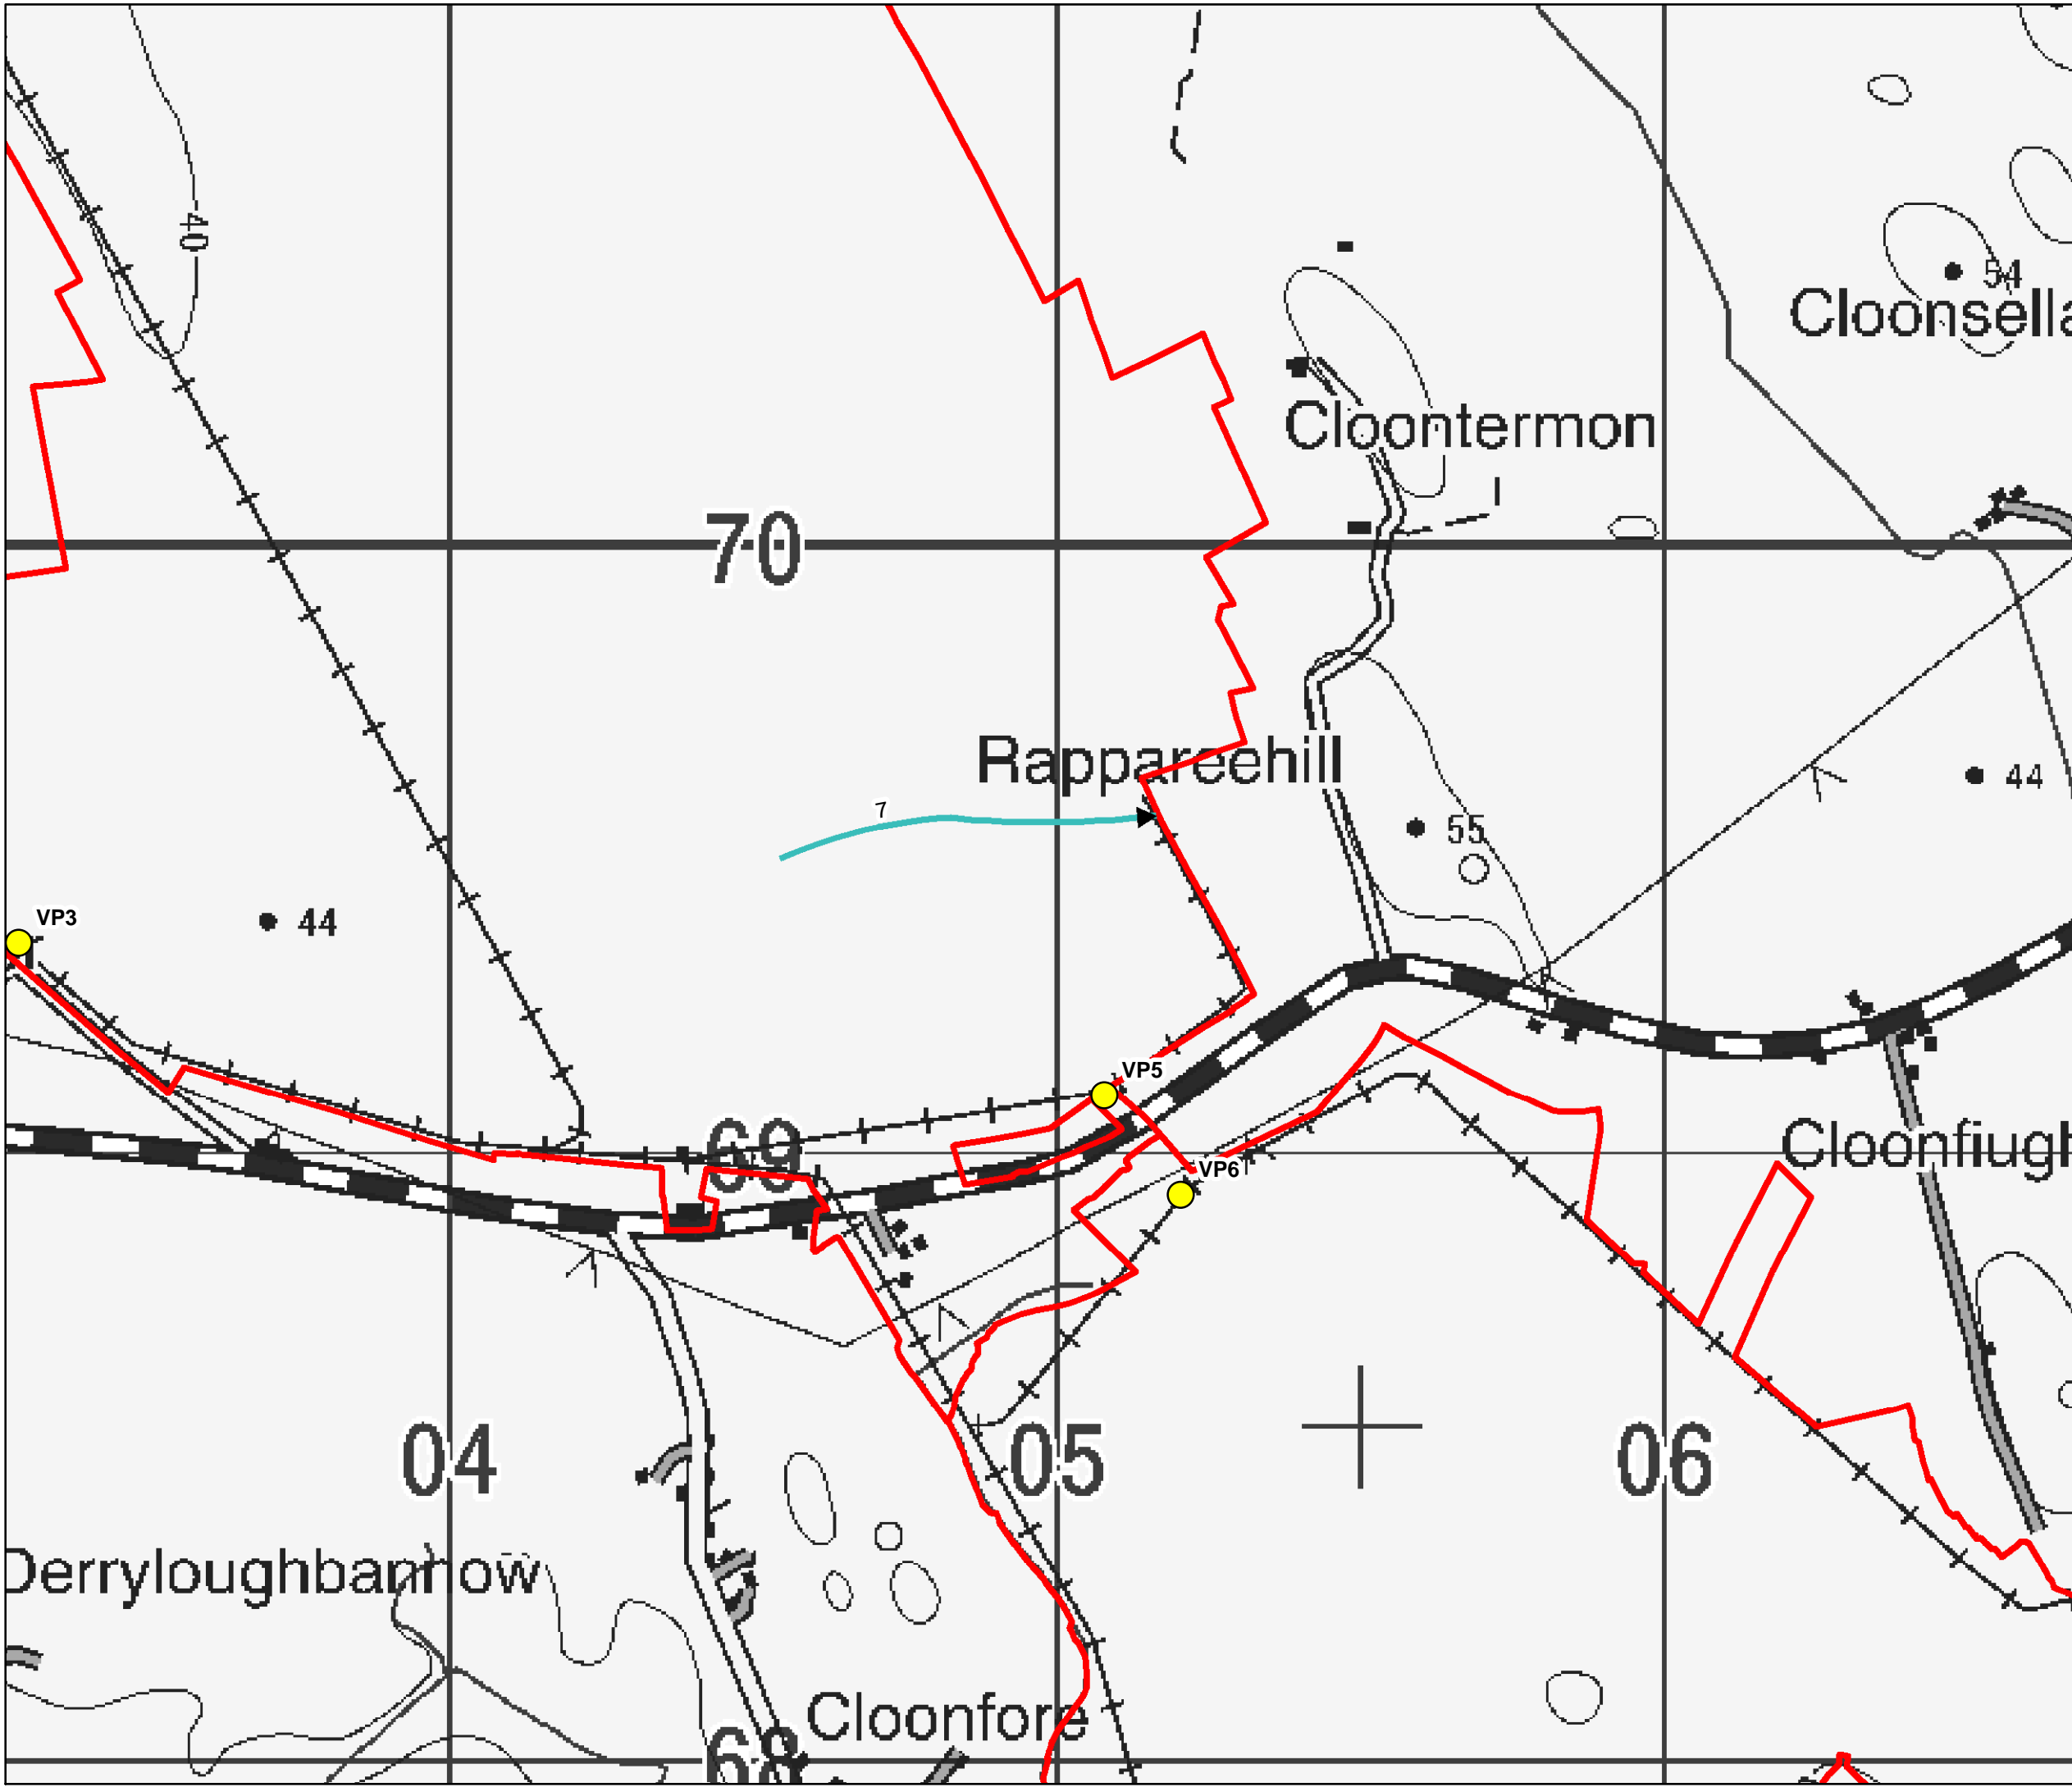 40
54
Cloonsella
Cloontermon
70
Rappareehill
44
7
55
VP3
44
VP5
69
Cloonfiugh
VP6
04
05
06
Derryloughbannow
Cloonfore
68